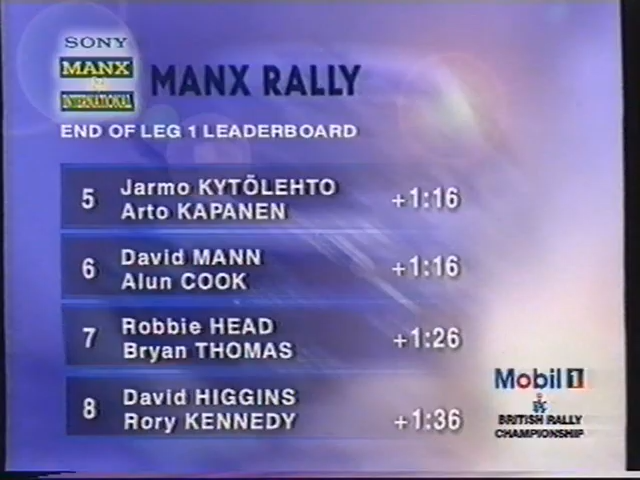 SONY
MANX
INTERNATIONAL
MANX RALLY
END OF LEG 1 LEADERBOARD
5 Jarmo KYTÖLEHTO
Arto KAPANEN +1:16
6 David MANN
Alun COOK +1:16
7 Robbie HEAD
Bryan THOMAS +1:26
8 David HIGGINS
Rory KENNEDY +1:36
Mobil 1
BRITISH RALLY
CHAMPIONSHIP